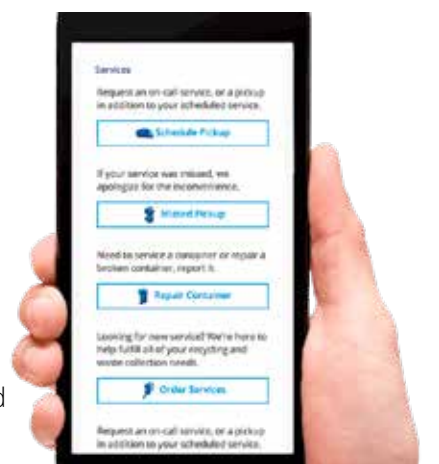 Services
Request an on-call service, or a pickup
in addition to your scheduled service.
Schedule Pickup
If your service was missed, we
apologize for the inconvenience.
Missed Pickup
Need to service a container or repair a
broken container, report it.
Repair Container
Looking for new service? We're here to
help fulfill all of your recycling and
waste collection needs.
Order Services
d
Request an on-call service, or a pickup
in addition to your scheduled service.